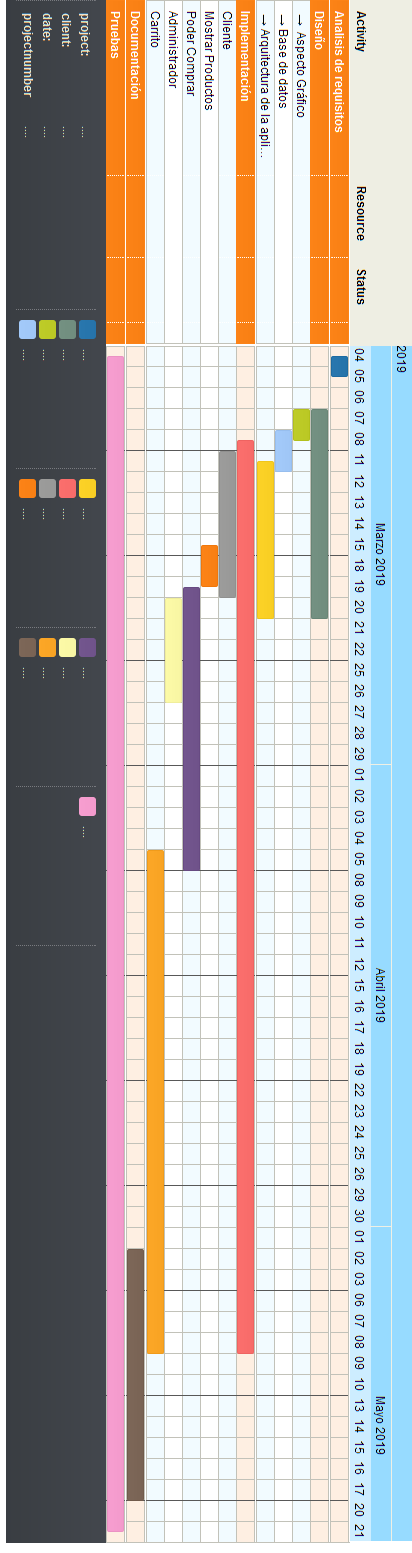 2019
Marzo 2019 Abril 2019 Mayo 2019
Activity Resource Status 04 05 06 07 08 11 12 13 14 15 18 19 20 21 22 25 26 27 28 29 01 02 03 04 05 08 09 10 11 12 15 16 17 18 19 22 23 24 25 26 29 30 01 02 03 06 07 08 09 10 13 14 15 16 17 20 21
Analisis de requisitos
Diseño
→ Aspecto Gráfico
→ Base de datos
→ Arquitectura de la apli...
Implementación
Cliente
Mostrar Productos
Poder Comprar
Administrador
Carrito
Documentación
Pruebas
project: .... .... .... .... ....
client: .... .... .... ....
date: .... .... .... ....
projectnumber .... .... .... ....